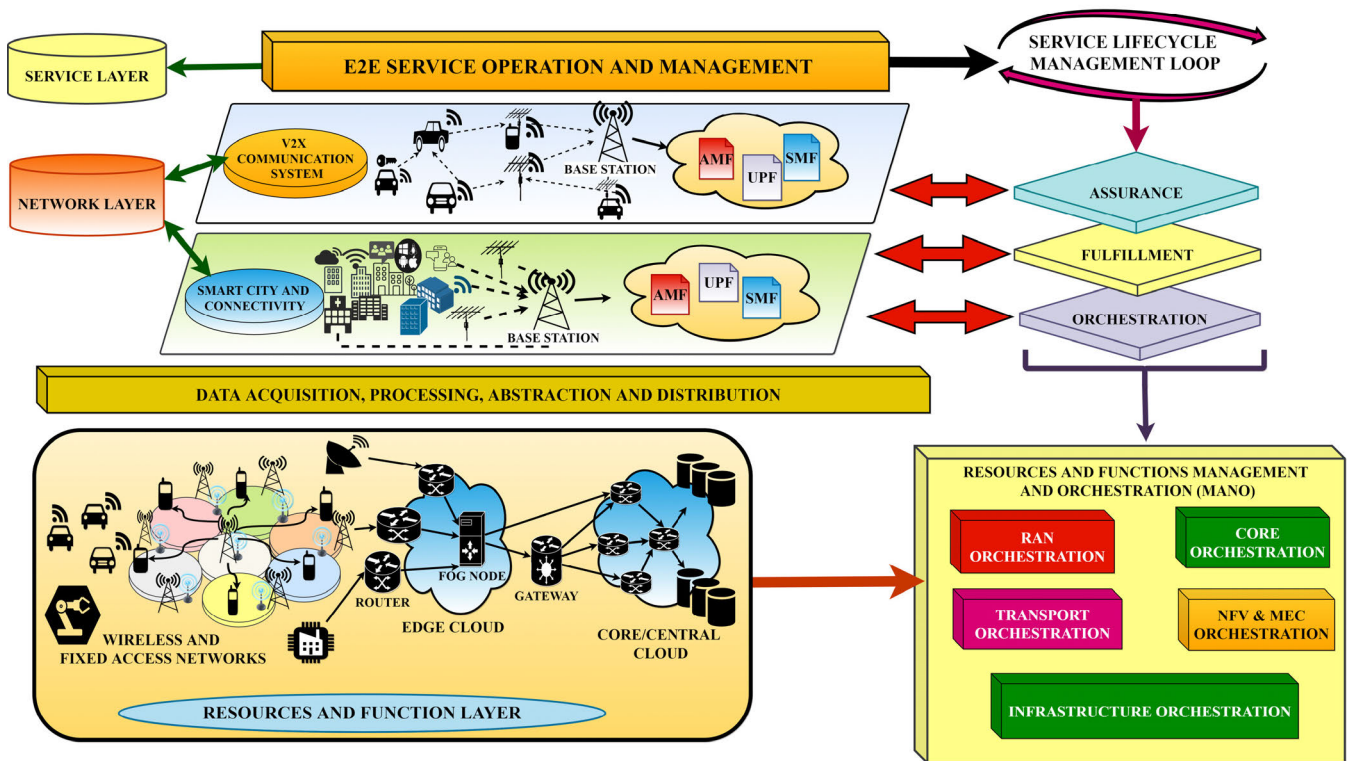 SERVICE LAYER
E2E SERVICE OPERATION AND MANAGEMENT
SERVICE LIFECYCLE
MANAGEMENT LOOP
NETWORK LAYER
V2X
COMMUNICATION
SYSTEM
BASE STATION
AMF
UPF
SMF
ASSURANCE
SMART CITY AND
CONNECTIVITY
BASE STATION
AMF
UPF
SMF
FULFILLMENT
ORCHESTRATION
DATA ACQUISITION, PROCESSING, ABSTRACTION AND DISTRIBUTION
WIRELESS AND
FIXED ACCESS NETWORKS
ROUTER
FOG NODE
EDGE CLOUD
GATEWAY
CORE/CENTRAL
CLOUD
RESOURCES AND FUNCTION LAYER
RESOURCES AND FUNCTIONS MANAGEMENT
AND ORCHESTRATION (MANO)
RAN
ORCHESTRATION
CORE
ORCHESTRATION
TRANSPORT
ORCHESTRATION
NFV & MEC
ORCHESTRATION
INFRASTRUCTURE ORCHESTRATION